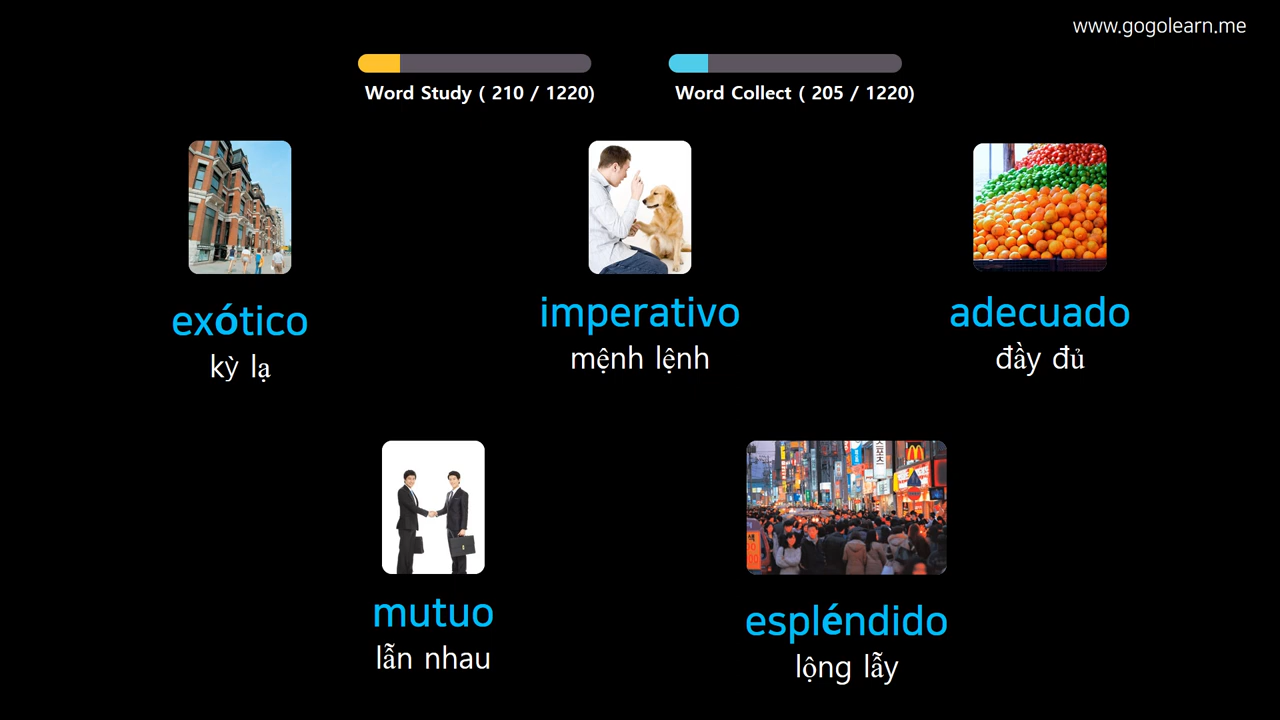 www.gogolearn.me
Word Study ( 210 / 1220)
Word Collect ( 205 / 1220)
exótico
kỳ lạ
imperativo
mệnh lệnh
adecuado
đầy đủ
mutuo
lẫn nhau
espléndido
lộng lẫy